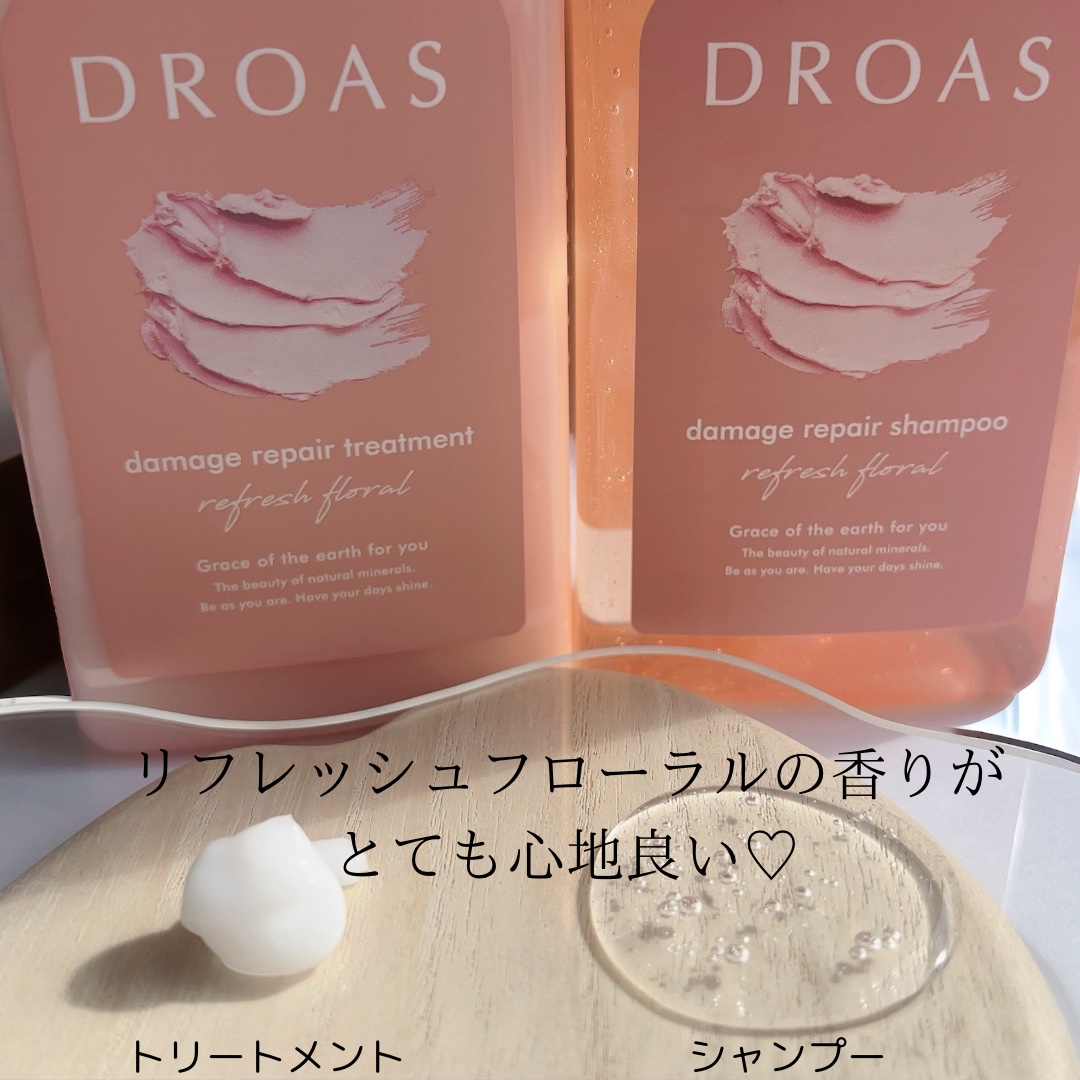 DROAS
damage repair treatment
refresh floral
Grace of the earth for you
The beauty of natural minerals.
Be as you are. Have your days shine.
DROAS
damage repair shampoo
refresh floral
Grace of the earth for you
The beauty of natural minerals.
Be as you are. Have your days shine.
リフレッシュフローラルの香りが
とても心地良い♡
トリートメント
シャンプー